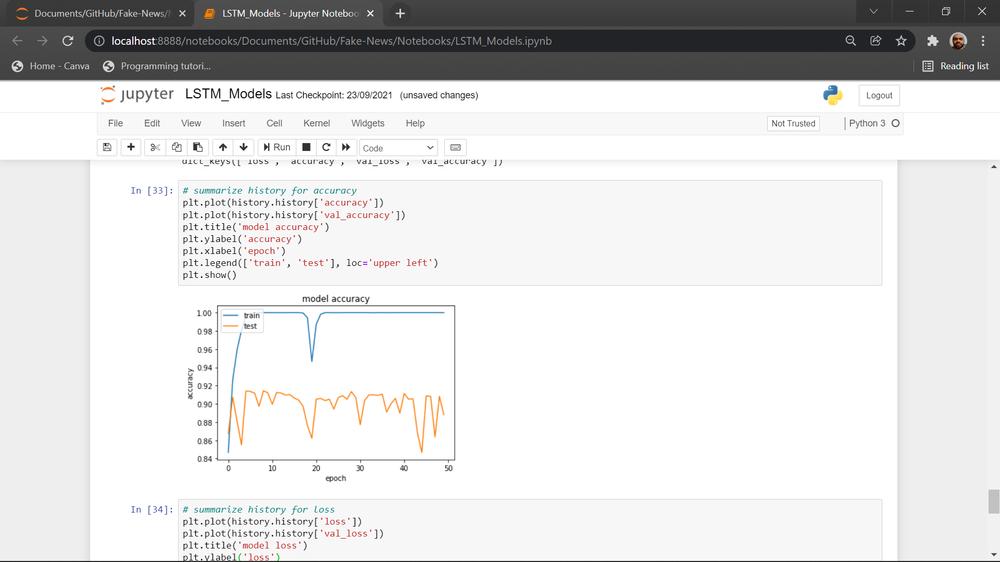 Documents/GitHub/Fake-News/
LSTM_Models - Jupyter Noteboo
localhost:8888/notebooks/Documents/GitHub/Fake-News/Notebooks/LSTM_Models.ipynb
Home - Canva
Programming tutori...
Reading list
jupyter LSTM_Models Last Checkpoint: 23/09/2021 (unsaved changes)
Logout
File Edit View Insert Cell Kernel Widgets Help
Not Trusted
Python 3
Run
Code
dict_keys(['loss', 'accuracy', 'val_loss', 'val_accuracy'])
In [33]:
# summarize history for accuracy
plt.plot(history.history['accuracy'])
plt.plot(history.history['val_accuracy'])
plt.title('model accuracy')
plt.ylabel('accuracy')
plt.xlabel('epoch')
plt.legend(['train', 'test'], loc='upper left')
plt.show()
model accuracy
train
test
1.00
0.98
0.96
0.94
0.92
0.90
0.88
0.86
0.84
accuracy
0 10 20 30 40 50
epoch
In [34]:
# summarize history for loss
plt.plot(history.history['loss'])
plt.plot(history.history['val_loss'])
plt.title('model loss')
plt.ylabel('loss')